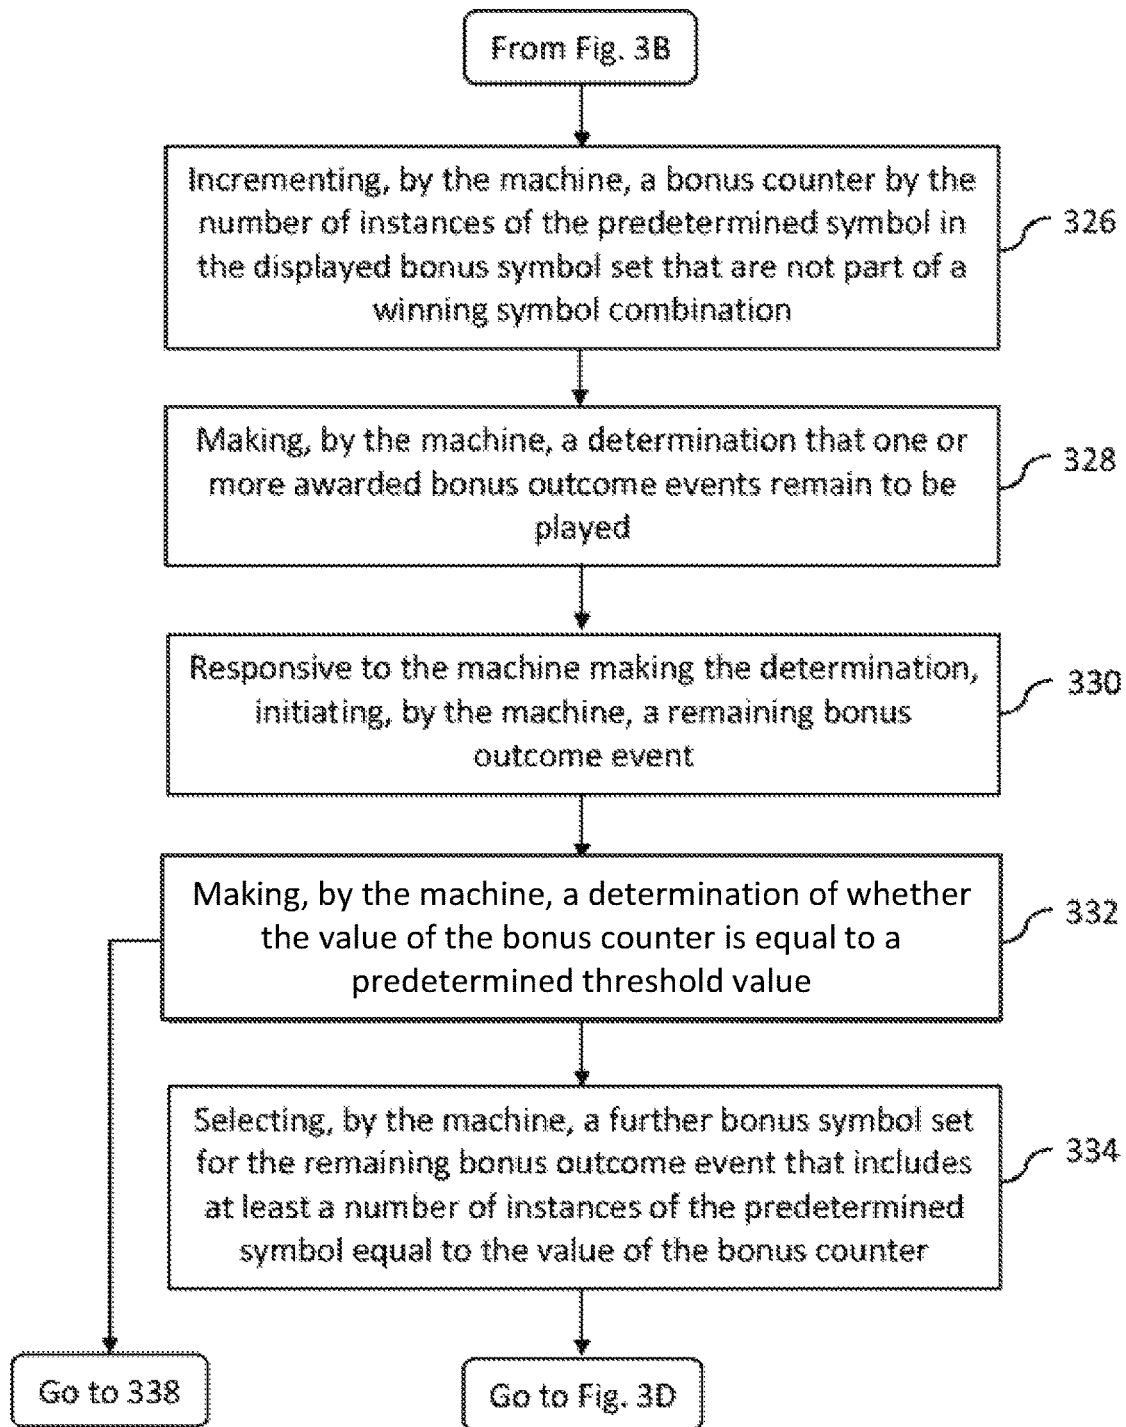 From Fig. 3B
Incrementing, by the machine, a bonus counter by the
number of instances of the predetermined symbol in
the displayed bonus symbol set that are not part of a
winning symbol combination
326
Making, by the machine, a determination that one or
more awarded bonus outcome events remain to be
played
328
Responsive to the machine making the determination,
initiating, by the machine, a remaining bonus
outcome event
330
Making, by the machine, a determination of whether
the value of the bonus counter is equal to a
predetermined threshold value
332
Selecting, by the machine, a further bonus symbol set
for the remaining bonus outcome event that includes
at least a number of instances of the predetermined
symbol equal to the value of the bonus counter
334
Go to 338
Go to Fig. 3D